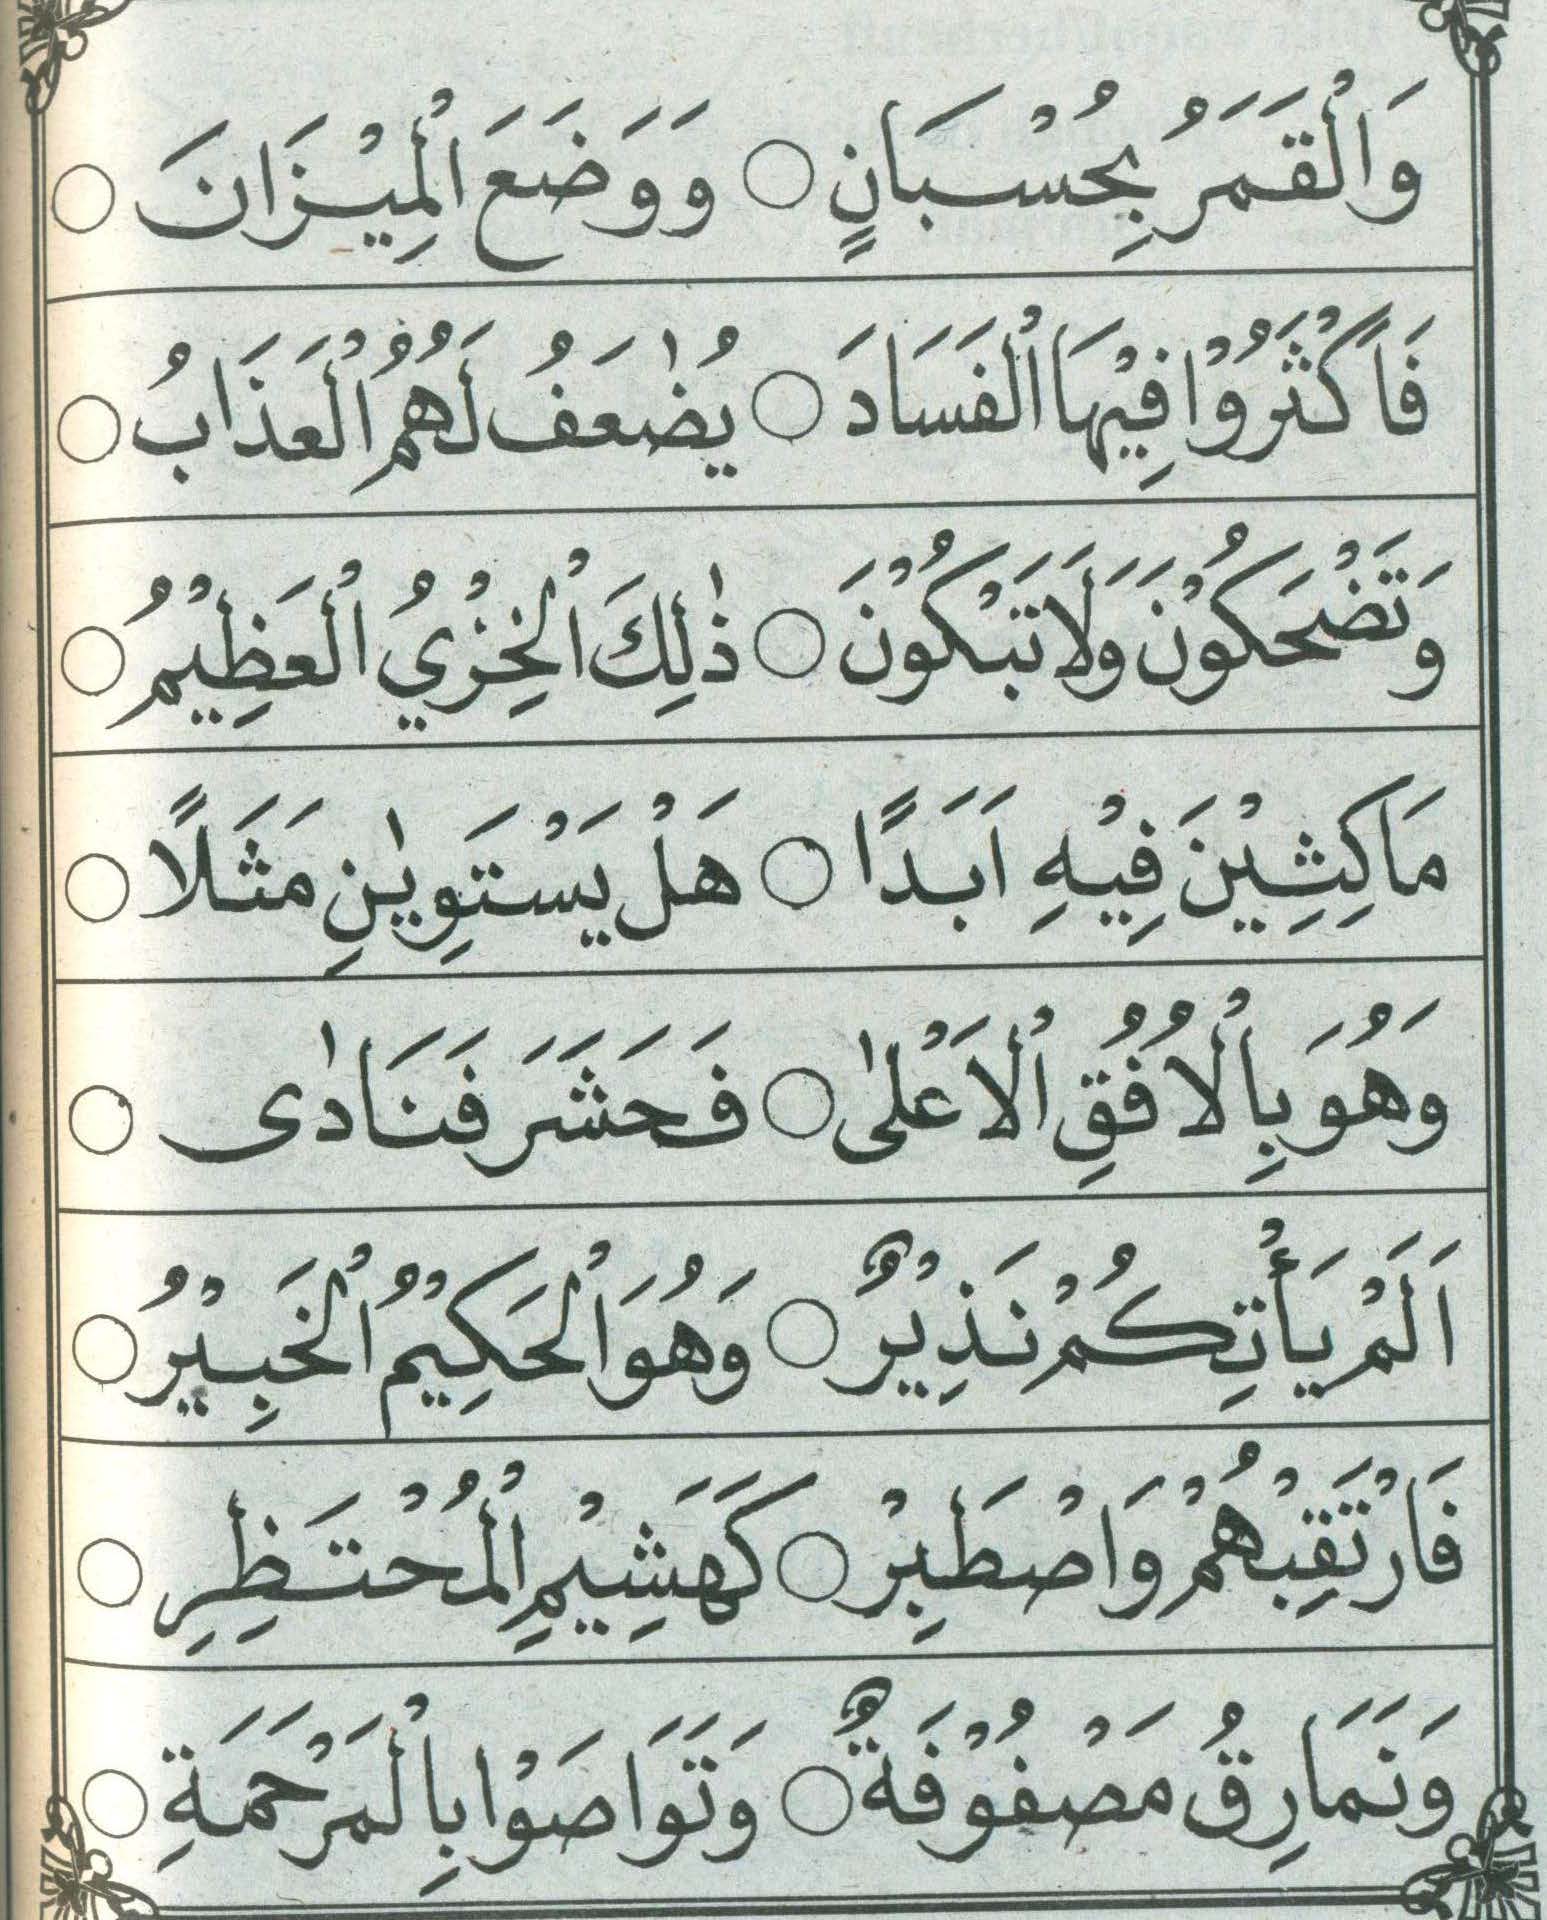 وَالْقَمَرُ بِحُسْبَانٍ ○ وَوَضَعَ الْمِيْزَانَ ○
فَاَكْثَرُوْا فِيْهَا الْفَسَادَ ○ يُضٰعَفُ لَهُمُ الْعَذَابُ ○
وَتَضْحَكُوْنَ وَلَا تَبْكُوْنَ ○ ذٰلِكَ الْخِزْيُ الْعَظِيْمُ ○
مَاكِثِيْنَ فِيْهِ اَبَدًا ○ هَلْ يَسْتَوِيٰنِ مَثَلًا ○
وَهُوَ بِالْاُفُقِ الْاَعْلٰى ○ فَحَشَرَ فَنَادٰى ○
اَلَمْ يَأْتِكُمْ نَذِيْرٌ ○ وَهُوَ الْحَكِيْمُ الْخَبِيْرُ ○
فَارْتَقِبْهُمْ وَاصْطَبِرْ ○ كَهَشِيْمِ الْمُحْتَظِرِ ○
وَنَمَارِقُ مَصْفُوْفَةٌ ○ وَتَوَاصَوْا بِالْمَرْحَمَةِ ○